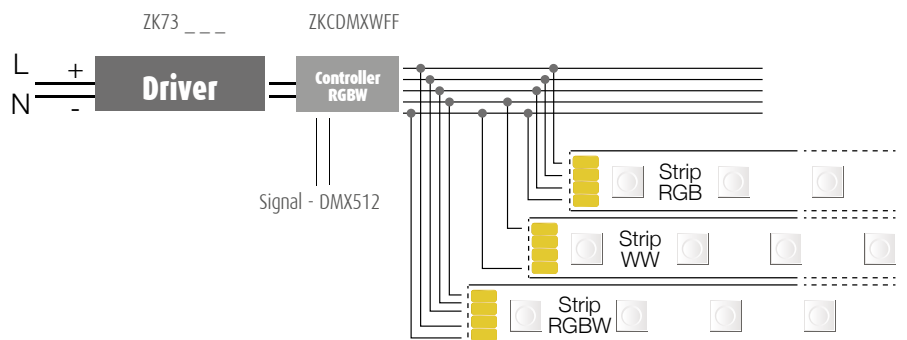 ZK73 _ _ _
ZKCDMXWFF
L
+
N
-
Driver
Controller
RGBW
Signal - DMX512
Strip
RGB
Strip
WW
Strip
RGBW